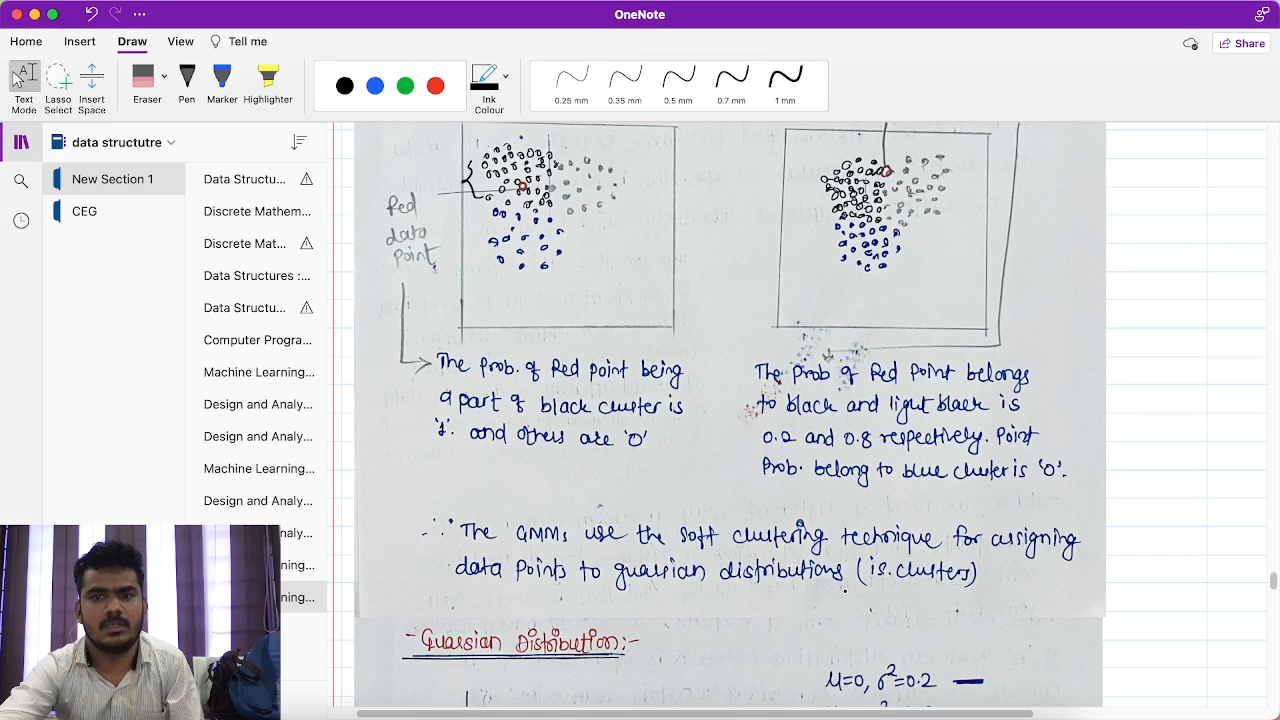 OneNote
Home Insert Draw View Tell me
Share
Text Mode
Lasso Select
Insert Space
Eraser
Pen
Marker
Highlighter
Ink Colour
0.25 mm
0.35 mm
0.5 mm
0.7 mm
1 mm
data structutre
New Section 1
CEG
Data Structu...
Discrete Mathem...
Discrete Mat...
Data Structures :...
Data Structu...
Computer Progra...
Machine Learning...
Design and Analy...
Design and Analy...
Machine Learning...
Design and Analy...
naly...
ning...
ning...
Red
data
point
The Prob. of Red point being
a part of black cluster is
'1'. and others are '0'
The Prob of Red Point belongs
to black and light black is
0.2 and 0.8 respectively. Point
Prob. belong to blue cluster is '0'.
∴ The GMMs use the soft clustering technique for assigning
data points to guassian distributions (is.clusters)
- Guassian Distribution:-
μ=0, σ²=0.2